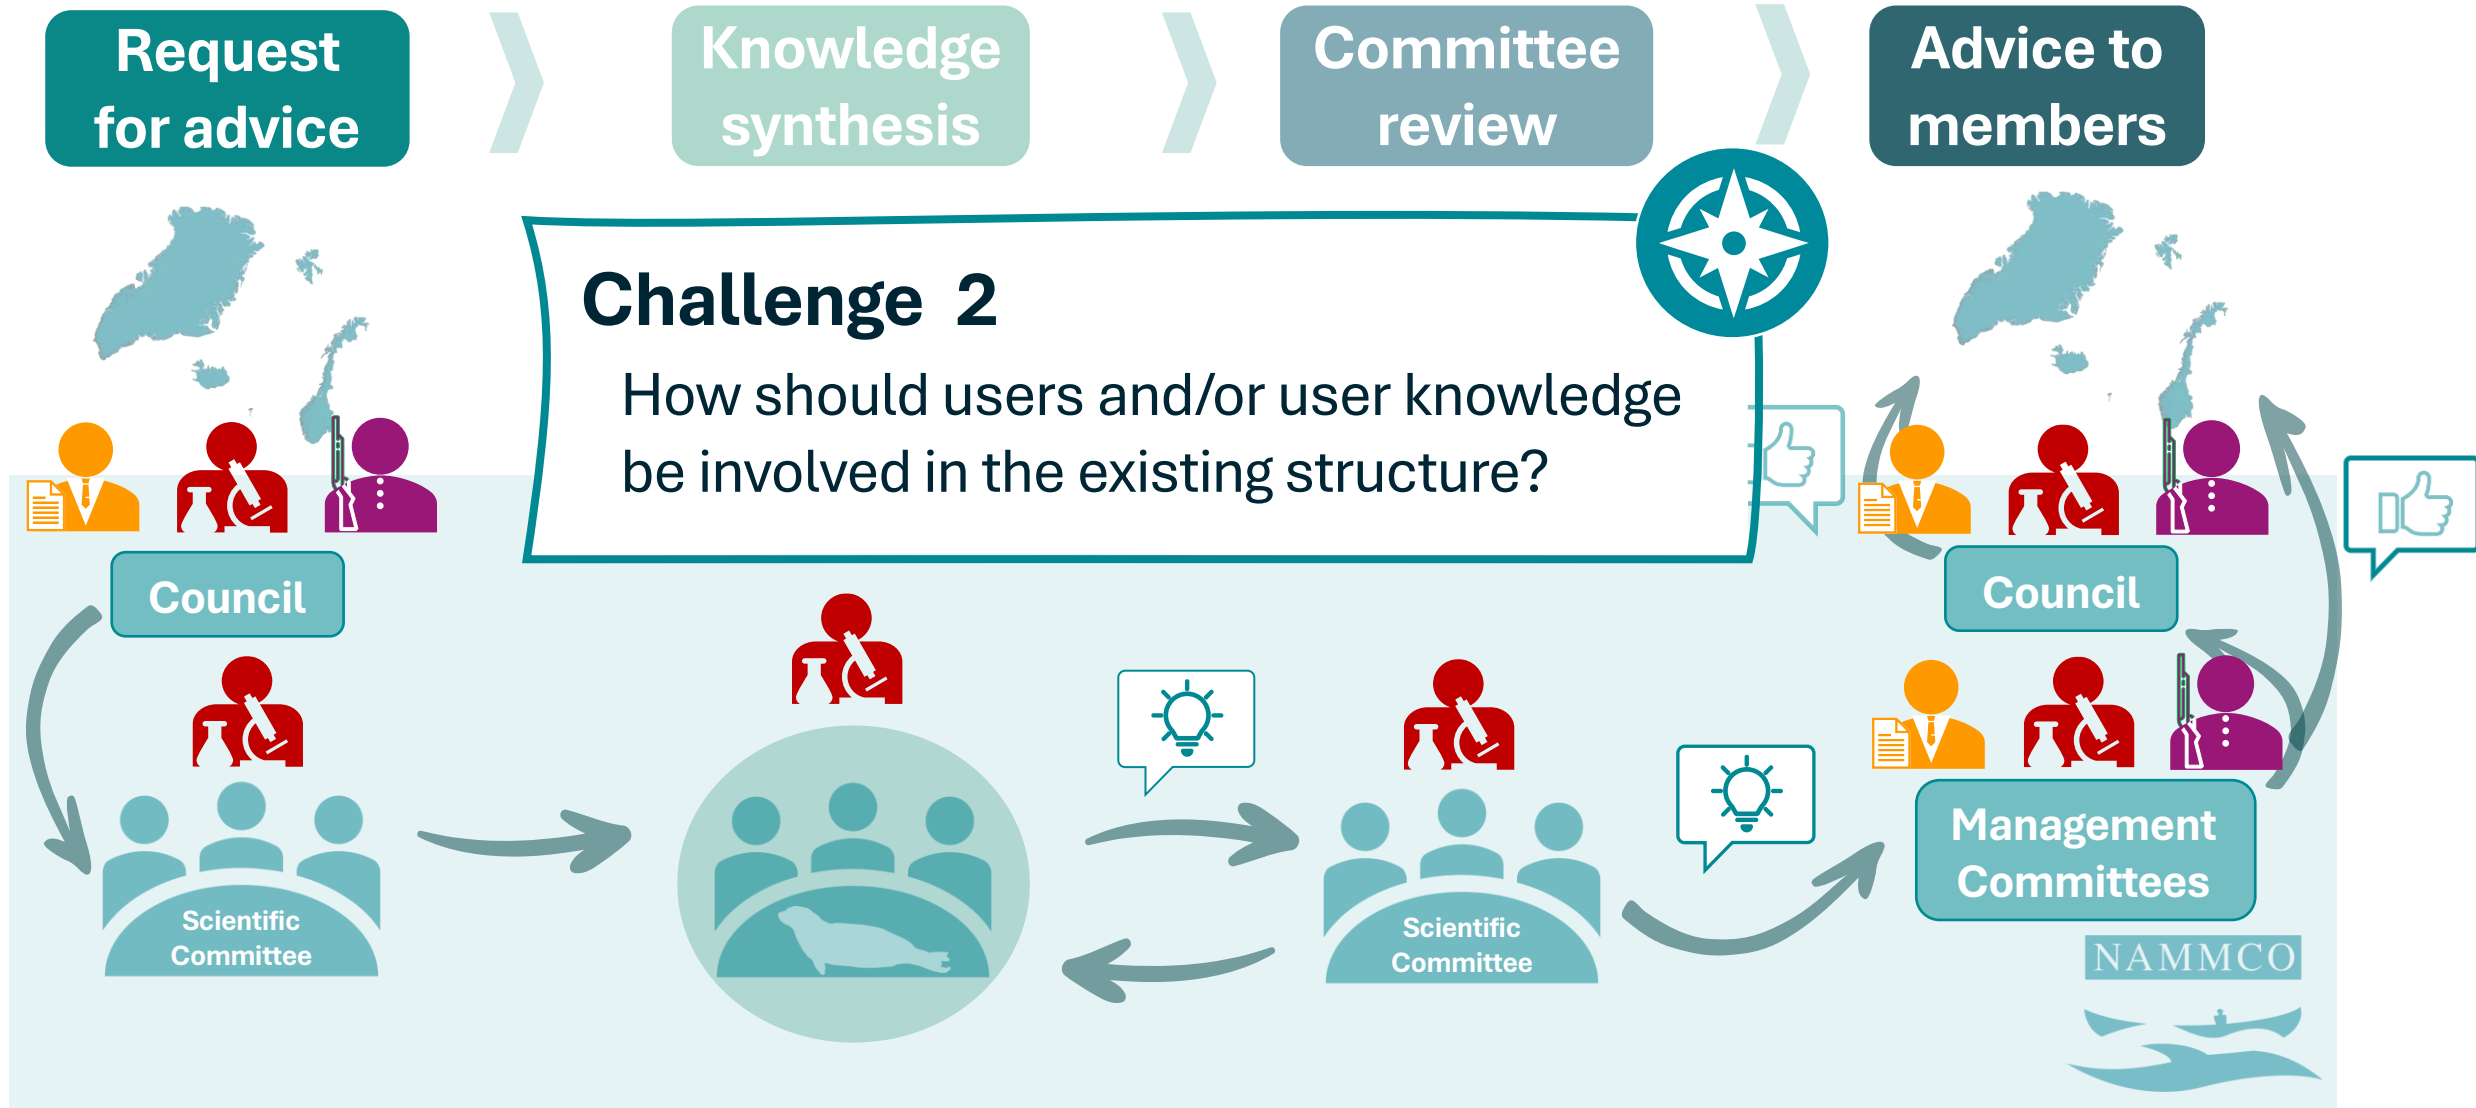 Request
for advice
Knowledge
synthesis
Committee
review
Advice to
members
Challenge 2
How should users and/or user knowledge
be involved in the existing structure?
Council
Scientific
Committee
Scientific
Committee
Council
Management
Committees
NAMMCO